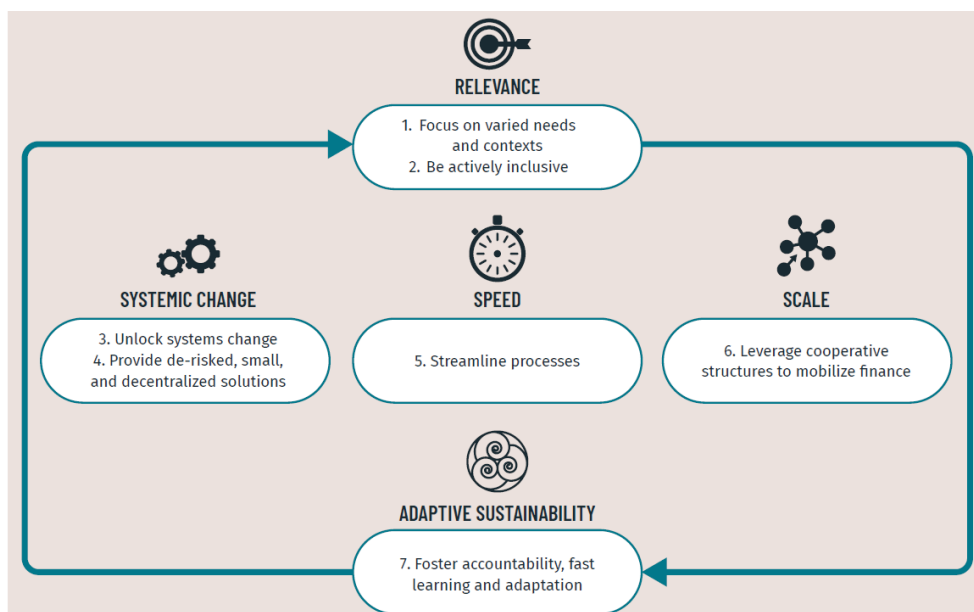 RELEVANCE
1. Focus on varied needs
and contexts
2. Be actively inclusive
SYSTEMIC CHANGE
3. Unlock systems change
4. Provide de-risked, small,
and decentralized solutions
SPEED
5. Streamline processes
SCALE
6. Leverage cooperative
structures to mobilize finance
ADAPTIVE SUSTAINABILITY
7. Foster accountability, fast
learning and adaptation